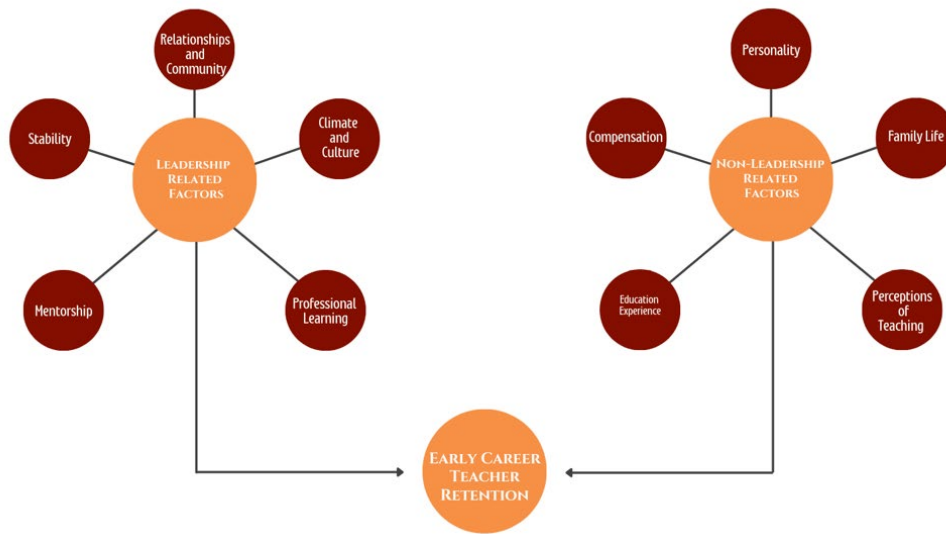 Relationships
and
Community
Stability
Climate
and
Culture
LEADERSHIP
RELATED
FACTORS
Mentorship
Professional
Learning
Personality
Compensation
Family Life
NON-LEADERSHIP
RELATED
FACTORS
Education
Experience
Perceptions
of
Teaching
EARLY CAREER
TEACHER
RETENTION